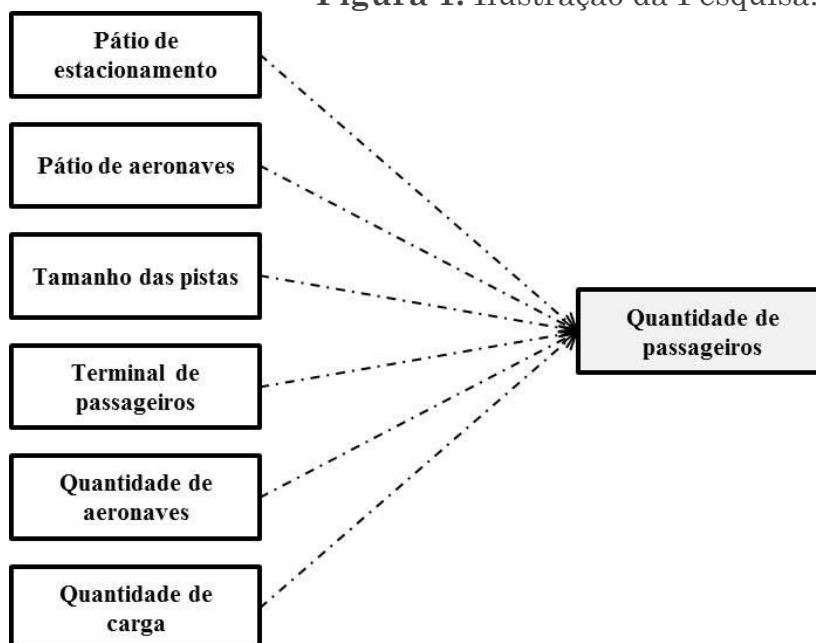 Figura 1. Ilustração da Pesquisa.
Pátio de
estacionamento
Pátio de aeronaves
Tamanho das pistas
Terminal de
passageiros
Quantidade de
aeronaves
Quantidade de
carga
Quantidade de
passageiros